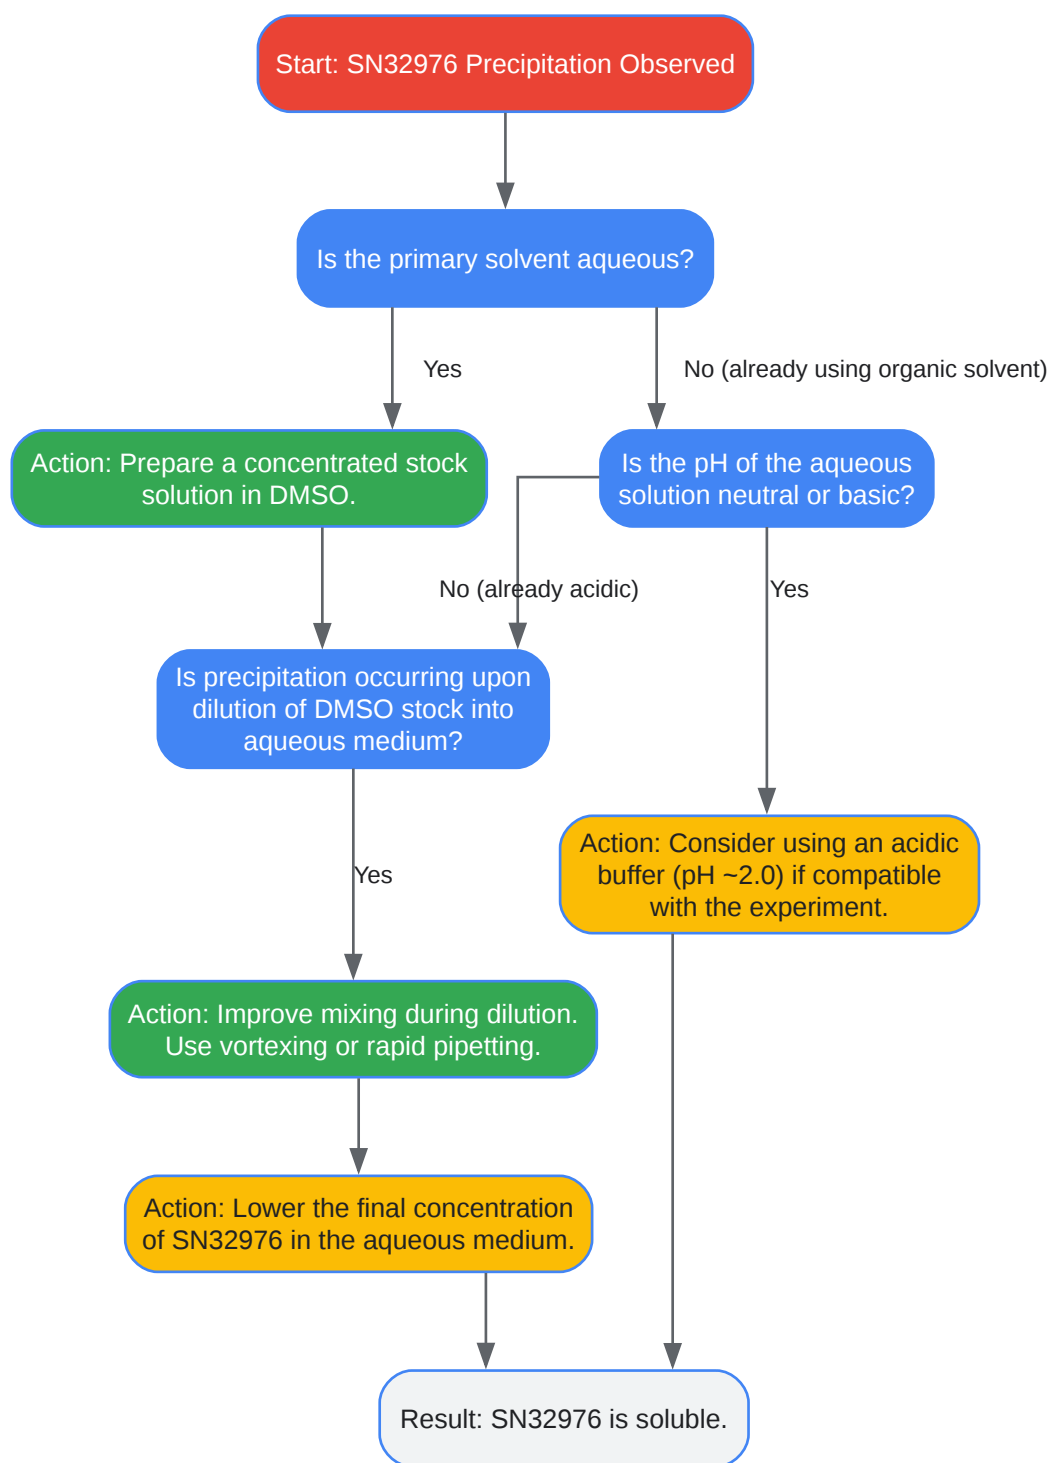 Start: SN32976 Precipitation Observed
Is the primary solvent aqueous?
Yes
No (already using organic solvent)
Action: Prepare a concentrated stock
solution in DMSO.
Is the pH of the aqueous
solution neutral or basic?
No (already acidic)
Yes
Is precipitation occurring upon
dilution of DMSO stock into
aqueous medium?
Action: Consider using an acidic
buffer (pH ~2.0) if compatible
with the experiment.
Yes
Action: Improve mixing during dilution.
Use vortexing or rapid pipetting.
Action: Lower the final concentration
of SN32976 in the aqueous medium.
Result: SN32976 is soluble.